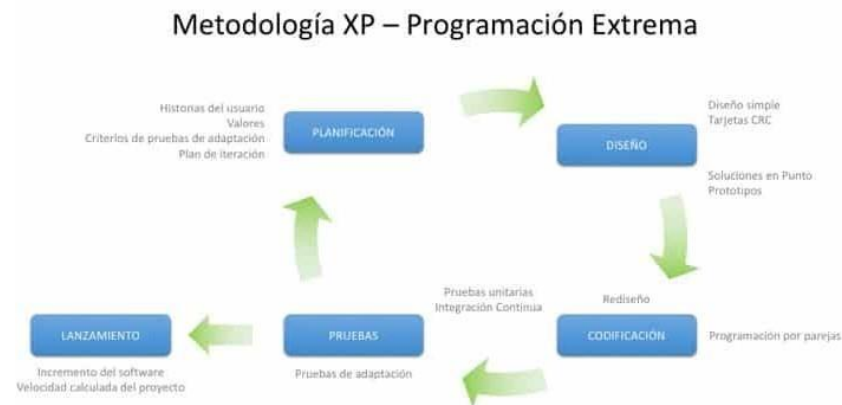 Metodología XP – Programación Extrema
Historias del usuario
Valores
Criterios de pruebas de adaptación
Plan de iteración
PLANIFICACIÓN
Diseño simple
Tarjetas CRC
DISEÑO
Soluciones en Punto
Prototipos
Rediseño
CODIFICACIÓN
Programación por parejas
Pruebas unitarias
Integración Continua
PRUEBAS
Pruebas de adaptación
LANZAMIENTO
Incremento del software
Velocidad calculada del proyecto